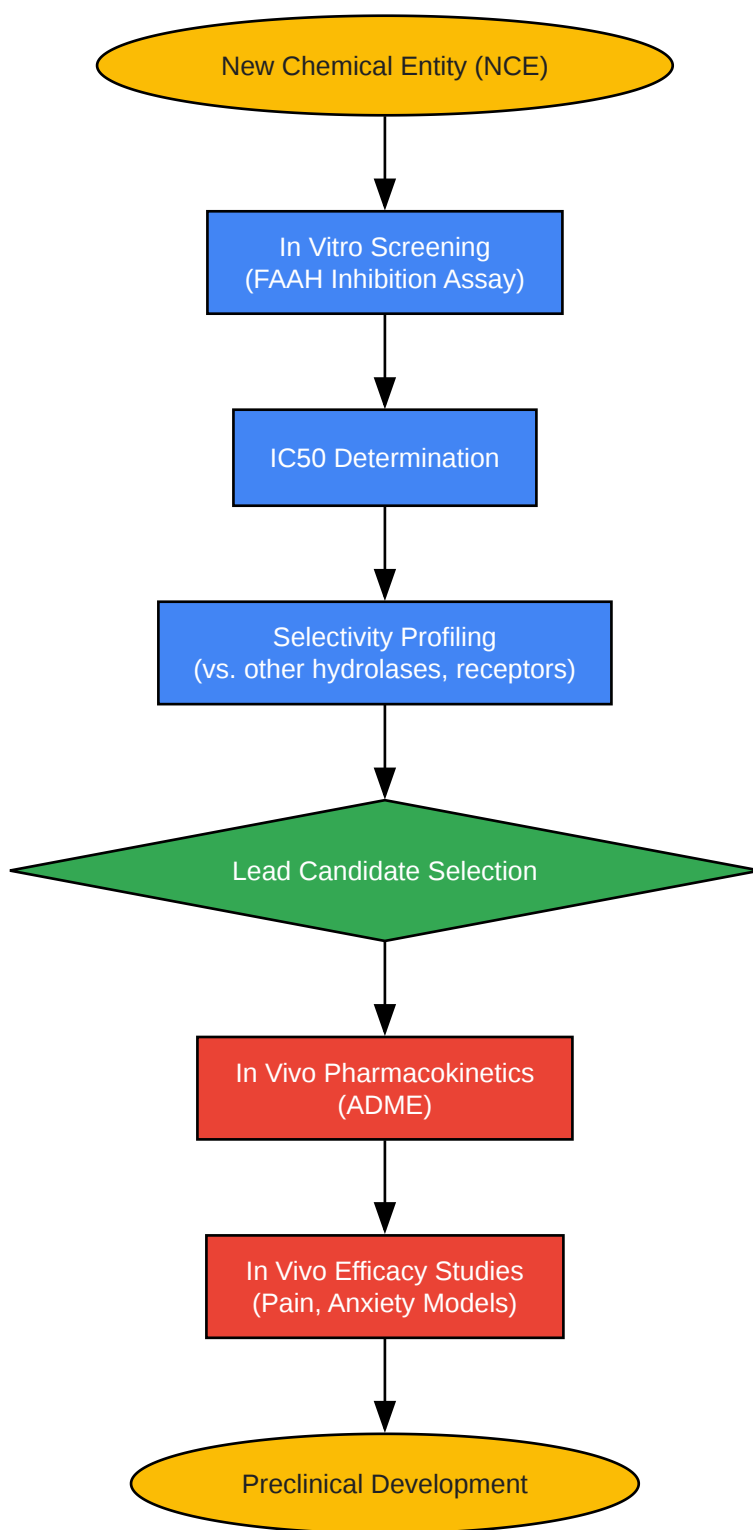 New Chemical Entity (NCE)
In Vitro Screening
(FAAH Inhibition Assay)
IC50 Determination
Selectivity Profiling
(vs. other hydrolases, receptors)
Lead Candidate Selection
In Vivo Pharmacokinetics
(ADME)
In Vivo Efficacy Studies
(Pain, Anxiety Models)
Preclinical Development